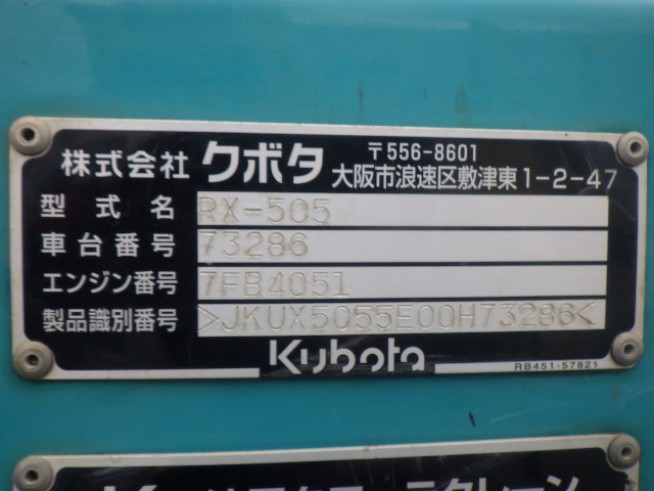 株式会社 クボタ 〒556-8601
大阪市浪速区敷津東1-2-47
型式名 RX-505
車台番号 73286
エンジン番号 7FB4051
製品識別番号 >JKUX5055E00H73286<
Kubota
RB451-57821